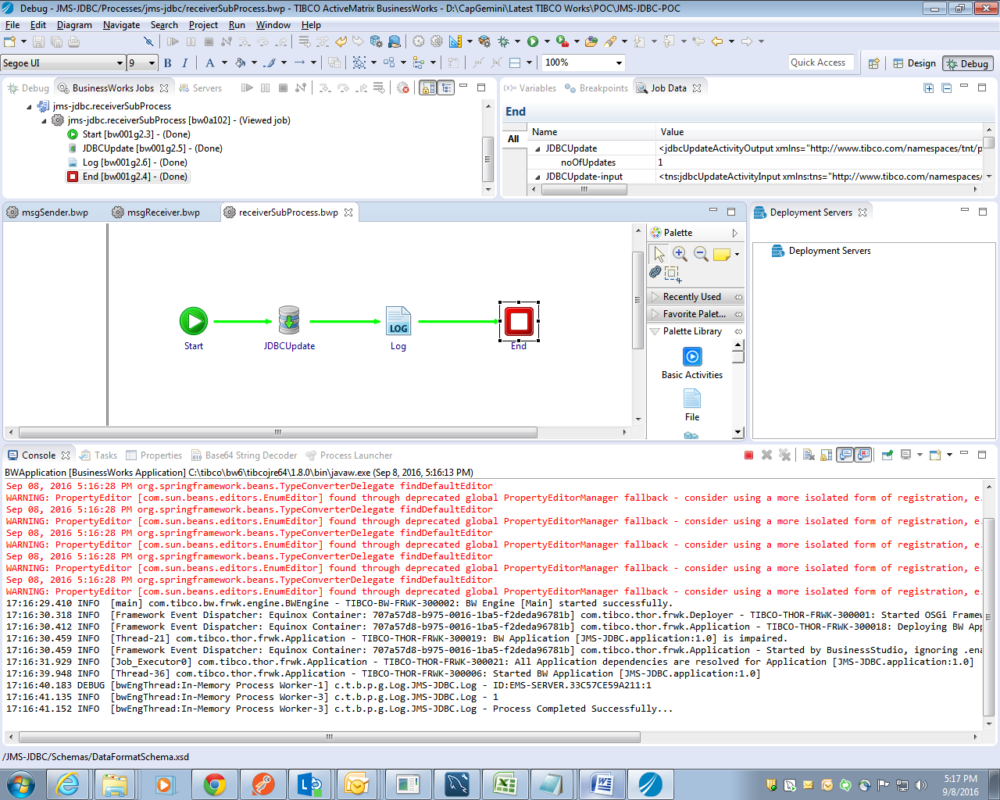 Debug - JMS-JDBC/Processes/jms-jdbc/receiverSubProcess.bwp - TIBCO ActiveMatrix BusinessWorks - D:\CapGemini\Latest TIBCO Works\POC\JMS-JDBC-POC
File Edit Diagram Navigate Search Project Run Window Help
Segoe UI 9 B I A 100% Quick Access Design Debug
Debug BusinessWorks Jobs Servers
jms-jdbc.receiverSubProcess
jms-jdbc.receiverSubProcess [bw0a102] - (Viewed job)
Start [bw001g2.3] - (Done)
JDBCUpdate [bw001g2.5] - (Done)
Log [bw001g2.6] - (Done)
End [bw001g2.4] - (Done)
(x)= Variables Breakpoints Job Data
End
All
Name Value
JDBCUpdate <jdbcUpdateActivityOutput xmlns="http://www.tibco.com/namespaces/tnt/p
noOfUpdates 1
JDBCUpdate-input <tns:jdbcUpdateActivityInput xmlns:tns="http://www.tibco.com/namespaces/
msgSender.bwp msgReceiver.bwp receiverSubProcess.bwp
Start JDBCUpdate Log End
LOG
Palette
Recently Used
Favorite Palet...
Palette Library
Basic Activities
File
Deployment Servers
Deployment Servers
Console Tasks Properties Base64 String Decoder Process Launcher
BWApplication [BusinessWorks Application] C:\tibco\bw6\tibcojre64\1.8.0\bin\javaw.exe (Sep 8, 2016, 5:16:13 PM)
Sep 08, 2016 5:16:28 PM org.springframework.beans.TypeConverterDelegate findDefaultEditor
WARNING: PropertyEditor [com.sun.beans.editors.EnumEditor] found through deprecated global PropertyEditorManager fallback - consider using a more isolated form of registration, e.
Sep 08, 2016 5:16:28 PM org.springframework.beans.TypeConverterDelegate findDefaultEditor
WARNING: PropertyEditor [com.sun.beans.editors.EnumEditor] found through deprecated global PropertyEditorManager fallback - consider using a more isolated form of registration, e.
Sep 08, 2016 5:16:28 PM org.springframework.beans.TypeConverterDelegate findDefaultEditor
WARNING: PropertyEditor [com.sun.beans.editors.EnumEditor] found through deprecated global PropertyEditorManager fallback - consider using a more isolated form of registration, e.
Sep 08, 2016 5:16:28 PM org.springframework.beans.TypeConverterDelegate findDefaultEditor
WARNING: PropertyEditor [com.sun.beans.editors.EnumEditor] found through deprecated global PropertyEditorManager fallback - consider using a more isolated form of registration, e.
Sep 08, 2016 5:16:28 PM org.springframework.beans.TypeConverterDelegate findDefaultEditor
WARNING: PropertyEditor [com.sun.beans.editors.EnumEditor] found through deprecated global PropertyEditorManager fallback - consider using a more isolated form of registration, e.
17:16:29.410 INFO [main] com.tibco.bw.frwk.engine.BWEngine - TIBCO-BW-FRWK-300002: BW Engine [Main] started successfully.
17:16:30.318 INFO [Framework Event Dispatcher: Equinox Container: 707a57d8-b975-0016-1ba5-f2deda96781b] com.tibco.thor.frwk.Deployer - TIBCO-THOR-FRWK-300001: Started OSGi Framew
17:16:30.412 INFO [Framework Event Dispatcher: Equinox Container: 707a57d8-b975-0016-1ba5-f2deda96781b] com.tibco.thor.frwk.Application - TIBCO-THOR-FRWK-300018: Deploying BW App
17:16:30.459 INFO [Thread-21] com.tibco.thor.frwk.Application - TIBCO-THOR-FRWK-300019: BW Application [JMS-JDBC.application:1.0] is impaired.
17:16:30.459 INFO [Framework Event Dispatcher: Equinox Container: 707a57d8-b975-0016-1ba5-f2deda96781b] com.tibco.thor.frwk.Application - Started by BusinessStudio, ignoring .ena
17:16:31.929 INFO [Job_Executor0] com.tibco.thor.frwk.Application - TIBCO-THOR-FRWK-300021: All Application dependencies are resolved for Application [JMS-JDBC.application:1.0]
17:16:39.948 INFO [Thread-36] com.tibco.thor.frwk.Application - TIBCO-THOR-FRWK-300006: Started BW Application [JMS-JDBC.application:1.0]
17:16:40.183 DEBUG [bwEngThread:In-Memory Process Worker-1] c.t.b.p.g.Log.JMS-JDBC.Log - ID:EMS-SERVER.33C57CE59A211:1
17:16:41.135 INFO [bwEngThread:In-Memory Process Worker-3] c.t.b.p.g.Log.JMS-JDBC.Log - 1
17:16:41.152 INFO [bwEngThread:In-Memory Process Worker-3] c.t.b.p.g.Log.JMS-JDBC.Log - Process Completed Successfully...
/JMS-JDBC/Schemas/DataFormatSchema.xsd
5:17 PM
9/8/2016